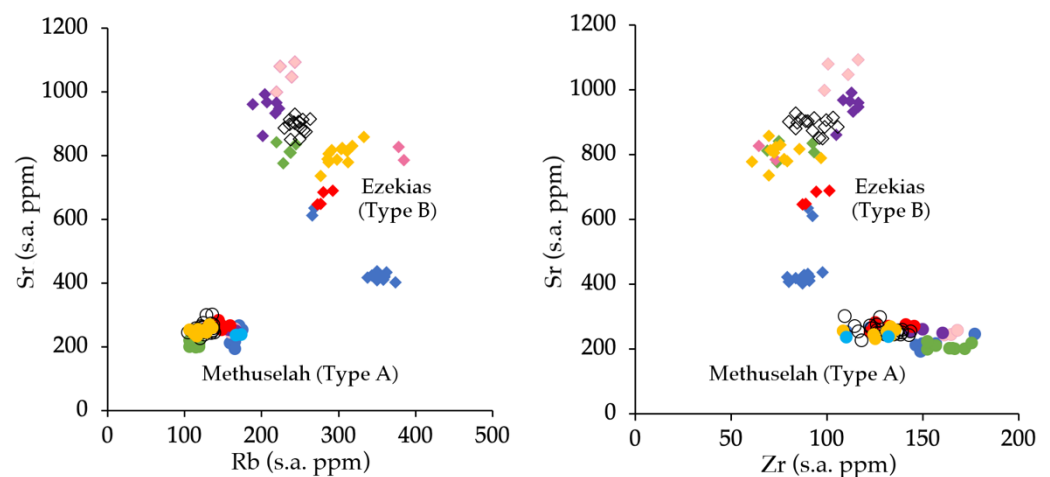 1200
1000
800
600
400
200
0
Sr (s.a. ppm)
Ezekias
(Type B)
Methuselah (Type A)
0 100 200 300 400 500
Rb (s.a. ppm)
1200
1000
800
600
400
200
0
Sr (s.a. ppm)
Ezekias
(Type B)
Methuselah (Type A)
0 50 100 150 200
Zr (s.a. ppm)